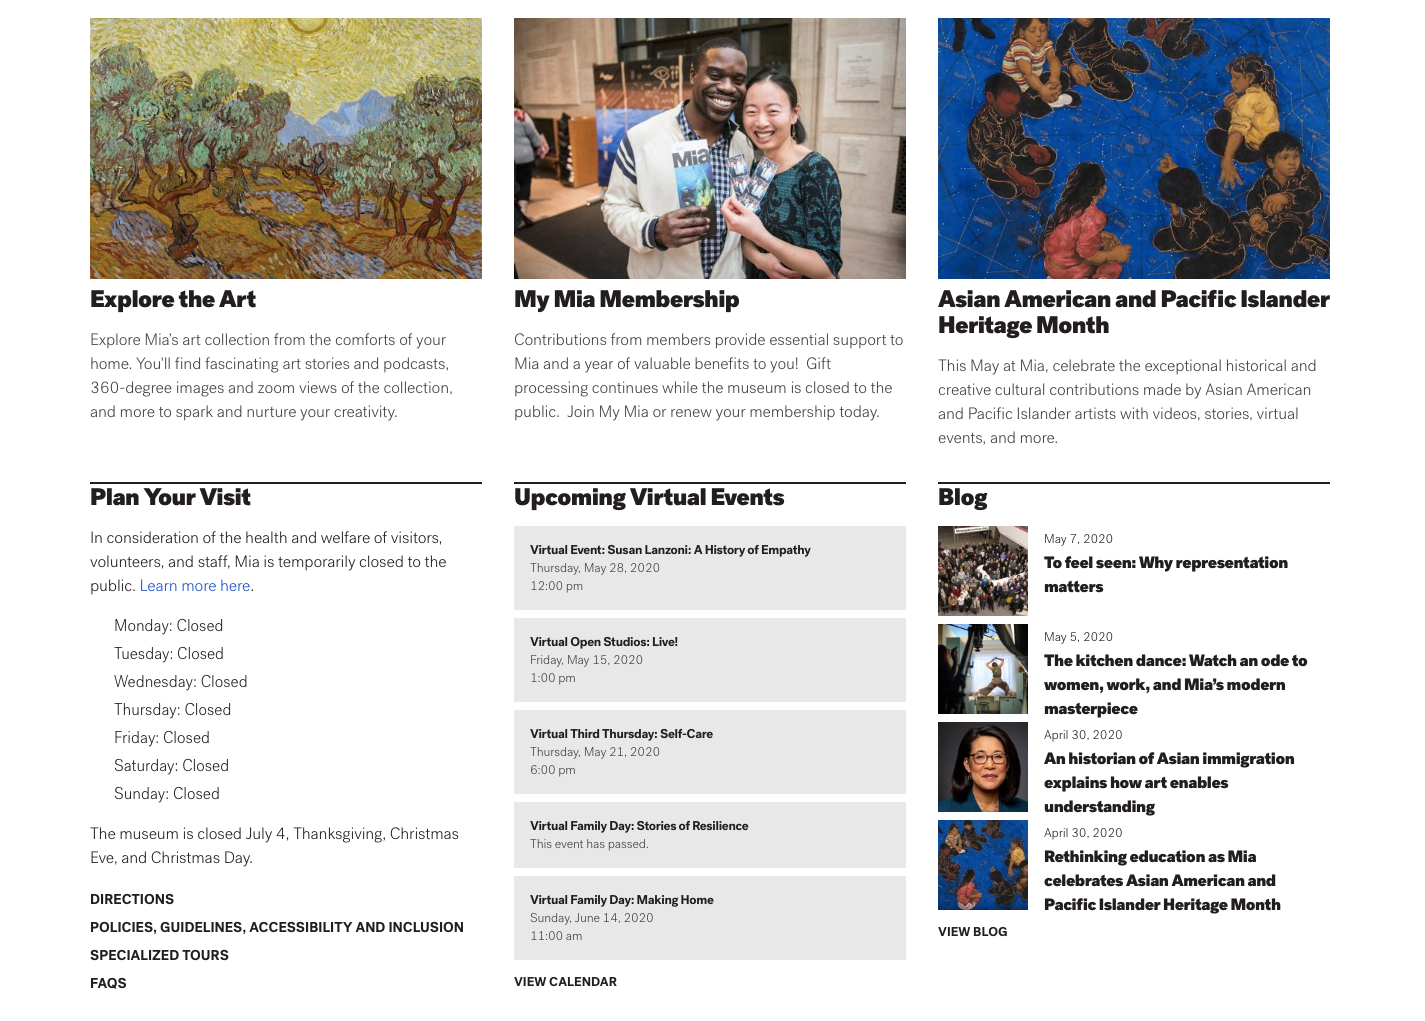 Mia
Explore the Art
Explore Mia's art collection from the comforts of your
home. You'll find fascinating art stories and podcasts,
360-degree images and zoom views of the collection,
and more to spark and nurture your creativity.
My Mia Membership
Contributions from members provide essential support to
Mia and a year of valuable benefits to you!  Gift
processing continues while the museum is closed to the
public.  Join My Mia or renew your membership today.
Asian American and Pacific Islander
Heritage Month
This May at Mia, celebrate the exceptional historical and
creative cultural contributions made by Asian American
and Pacific Islander artists with videos, stories, virtual
events, and more.
Plan Your Visit
In consideration of the health and welfare of visitors,
volunteers, and staff, Mia is temporarily closed to the
public. Learn more here.
Monday: Closed
Tuesday: Closed
Wednesday: Closed
Thursday: Closed
Friday: Closed
Saturday: Closed
Sunday: Closed
The museum is closed July 4, Thanksgiving, Christmas
Eve, and Christmas Day.
DIRECTIONS
POLICIES, GUIDELINES, ACCESSIBILITY AND INCLUSION
SPECIALIZED TOURS
FAQS
Upcoming Virtual Events
Virtual Event: Susan Lanzoni: A History of Empathy
Thursday, May 28, 2020
12:00 pm
Virtual Open Studios: Live!
Friday, May 15, 2020
1:00 pm
Virtual Third Thursday: Self-Care
Thursday, May 21, 2020
6:00 pm
Virtual Family Day: Stories of Resilience
This event has passed.
Virtual Family Day: Making Home
Sunday, June 14, 2020
11:00 am
VIEW CALENDAR
Blog
May 7, 2020
To feel seen: Why representation
matters
May 5, 2020
The kitchen dance: Watch an ode to
women, work, and Mia's modern
masterpiece
April 30, 2020
An historian of Asian immigration
explains how art enables
understanding
April 30, 2020
Rethinking education as Mia
celebrates Asian American and
Pacific Islander Heritage Month
VIEW BLOG